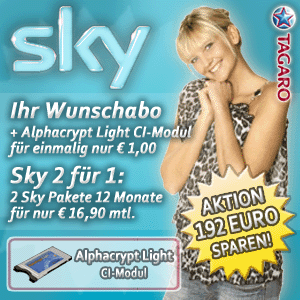 sky
TAGARO
Ihr Wunschabo
+ Alphacrypt Light CI-Modul
für einmalig nur € 1,00
Sky 2 für 1:
2 Sky Pakete 12 Monate
für nur € 16,90 mtl.
AKTION
192 EURO
SPAREN!
Alphacrypt Light
CI-Modul